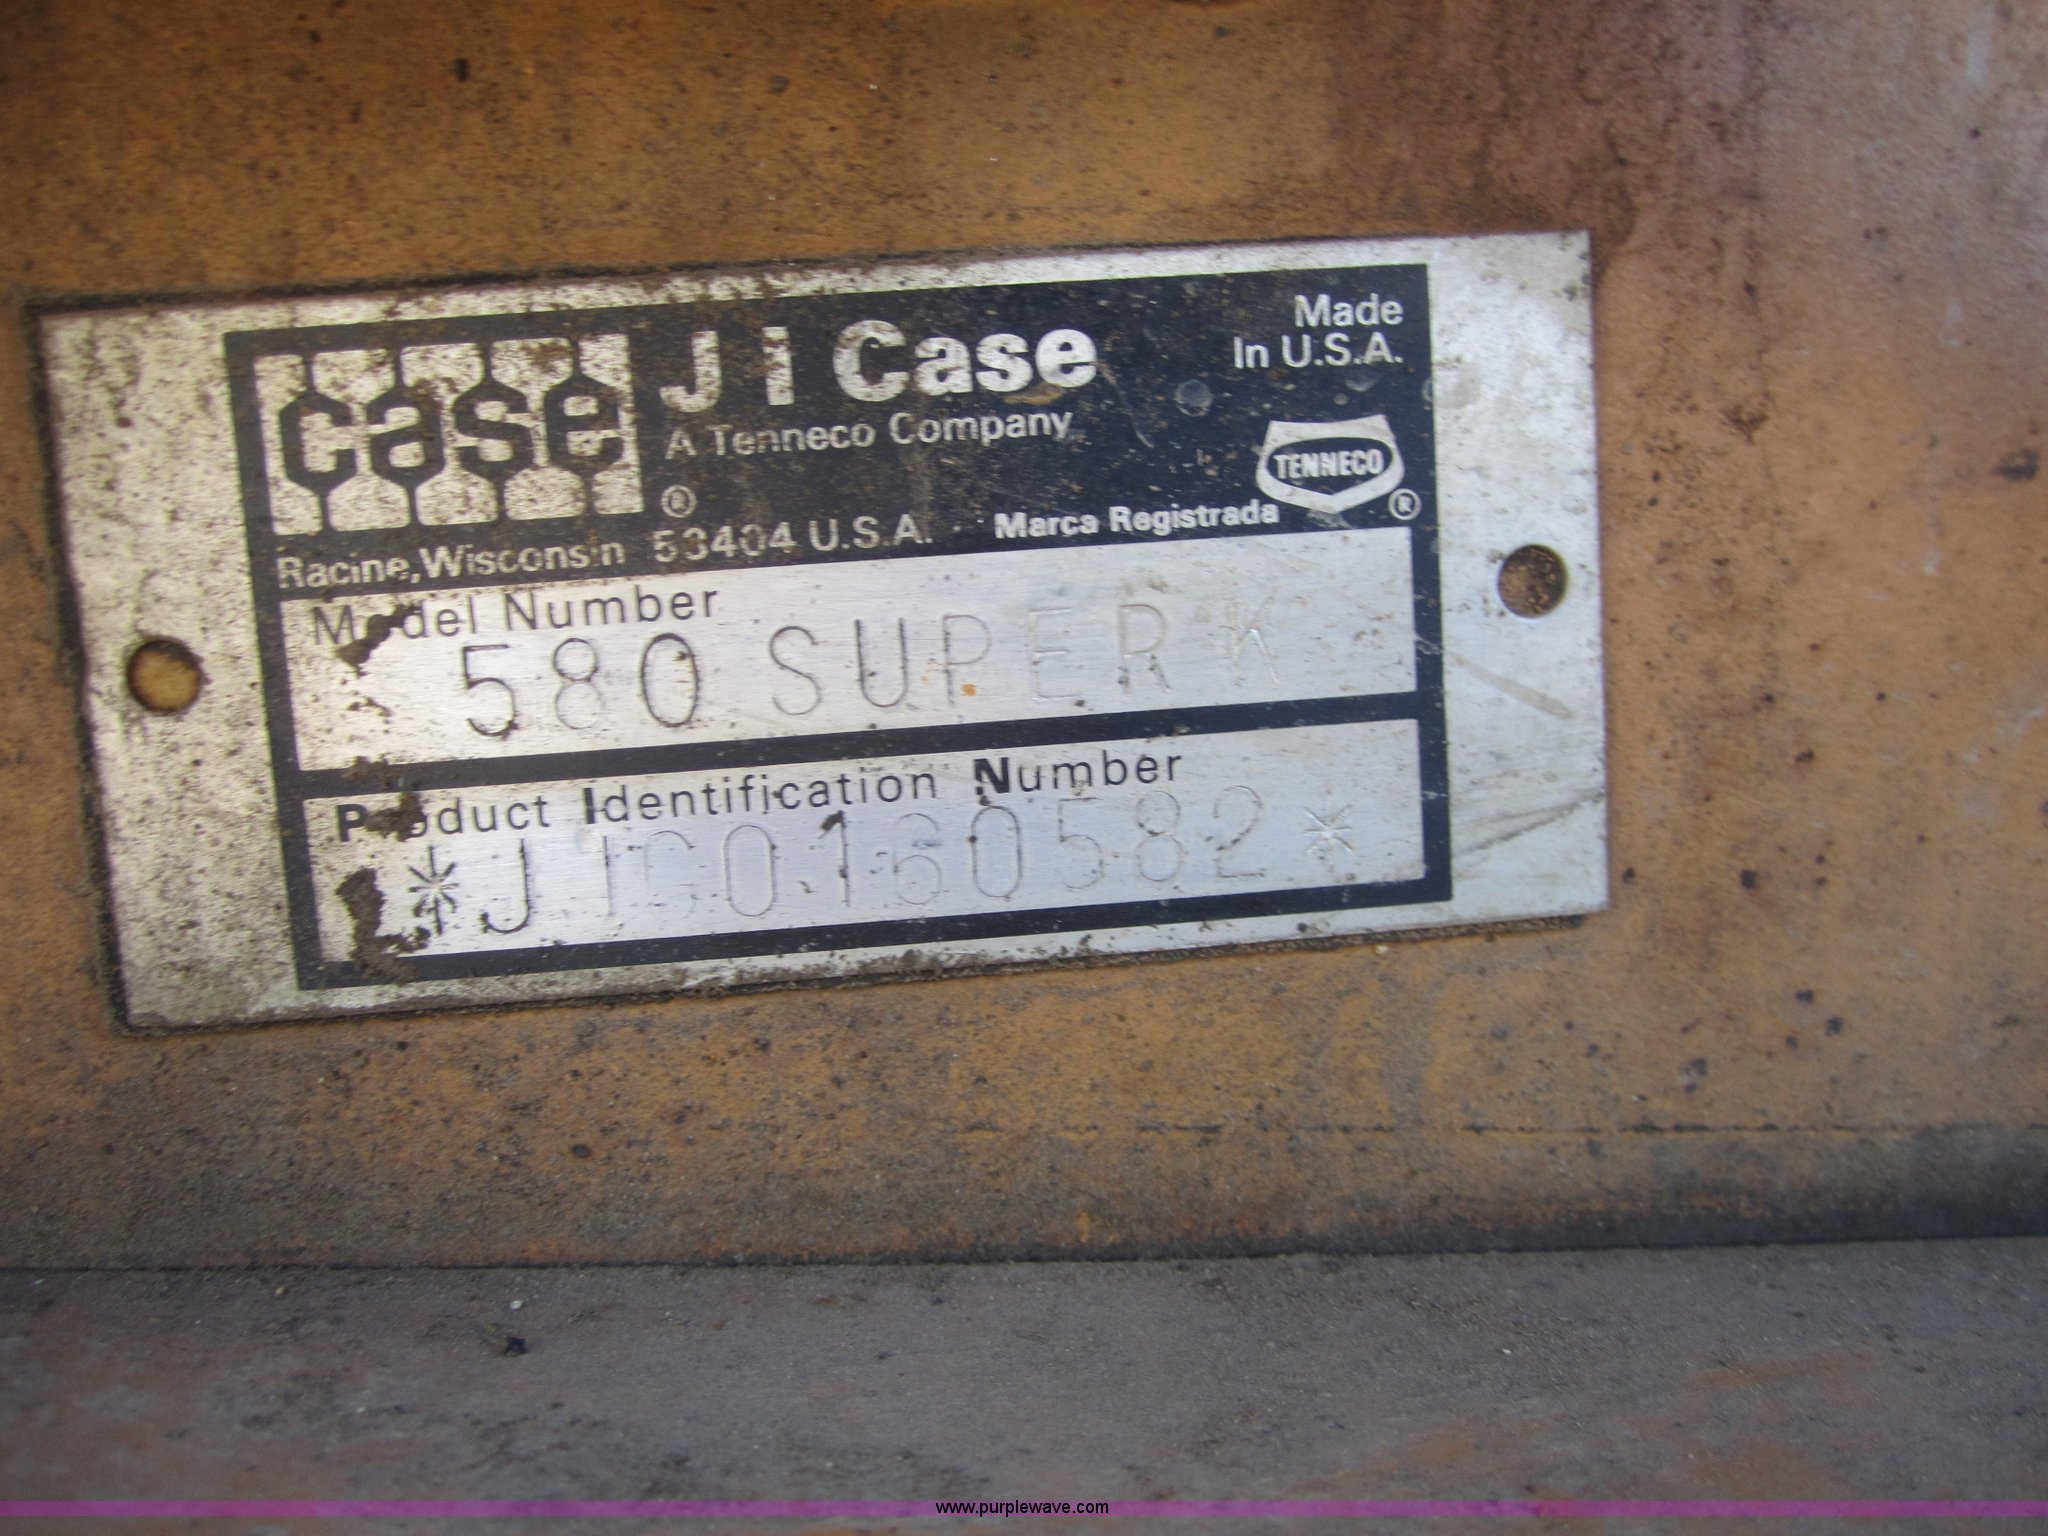 case
J I Case
Made
In U.S.A.
A Tenneco Company
TENNECO
®
®
Racine, Wisconsin 53404 U.S.A.
Marca Registrada
Model Number
580 SUPER K
Product Identification Number
*JJG0160582*
www.purplewave.com